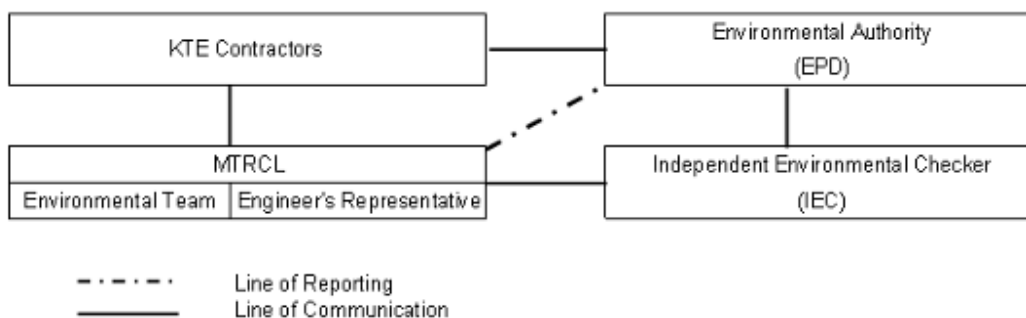 KTE Contractors
Environmental Authority
(EPD)
MTRCL
Environmental Team
Engineer's Representative
Independent Environmental Checker
(IEC)
Line of Reporting
Line of Communication